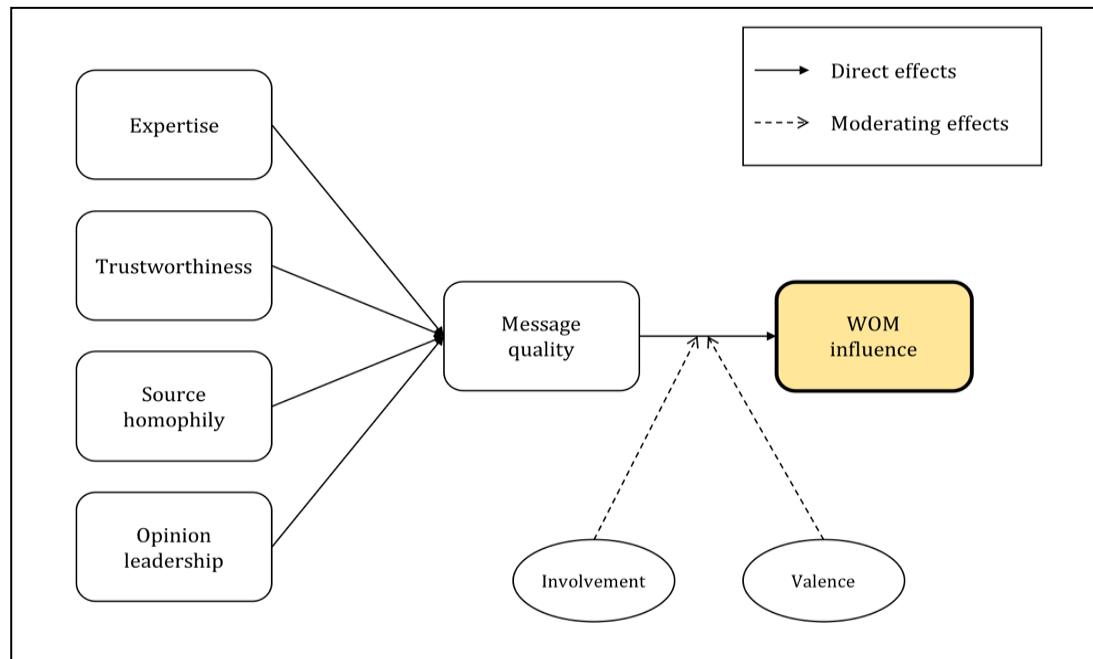 Direct effects
Moderating effects
Expertise
Trustworthiness
Source
homophily
Opinion
leadership
Message
quality
WOM
influence
Involvement
Valence